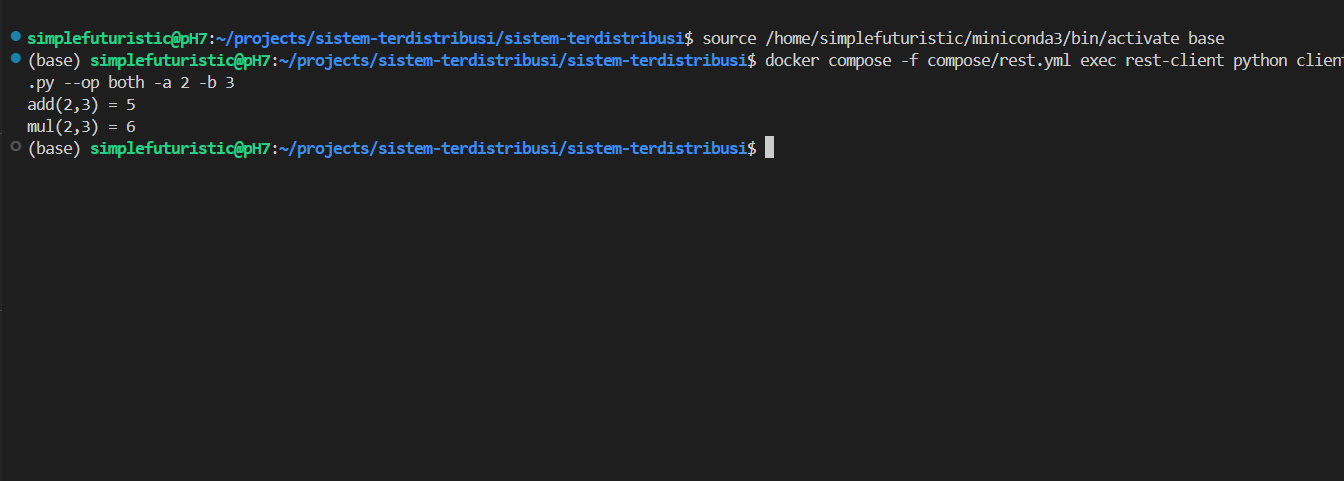 simplefuturistic@pH7:~/projects/sistem-terdistribusi/sistem-terdistribusi$ source /home/simplefuturistic/miniconda3/bin/activate base
(base) simplefuturistic@pH7:~/projects/sistem-terdistribusi/sistem-terdistribusi$ docker compose -f compose/rest.yml exec rest-client python client
.py --op both -a 2 -b 3
add(2,3) = 5
mul(2,3) = 6
(base) simplefuturistic@pH7:~/projects/sistem-terdistribusi/sistem-terdistribusi$